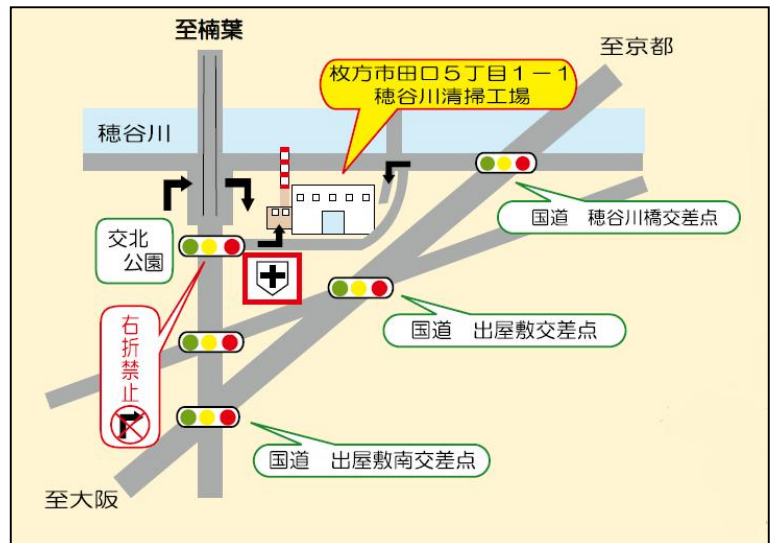 至楠葉
至京都
枚方市田口５丁目１－１
穂谷川清掃工場
穂谷川
国道　穂谷川橋交差点
交北
公園
国道　出屋敷交差点
右折禁止
国道　出屋敷南交差点
至大阪